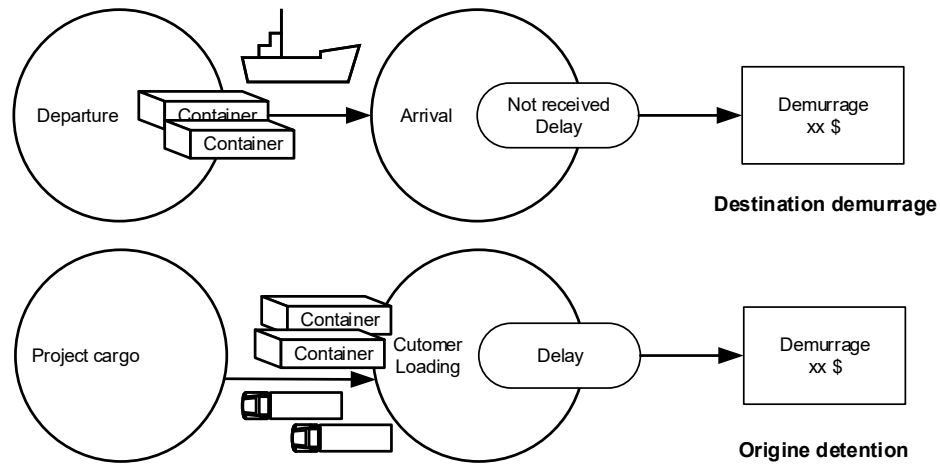 Departure
Container
Container
Arrival
Not received
Delay
Demurrage
xx $
Destination demurrage
Project cargo
Container
Container
Cutomer
Loading
Delay
Demurrage
xx $
Origine detention